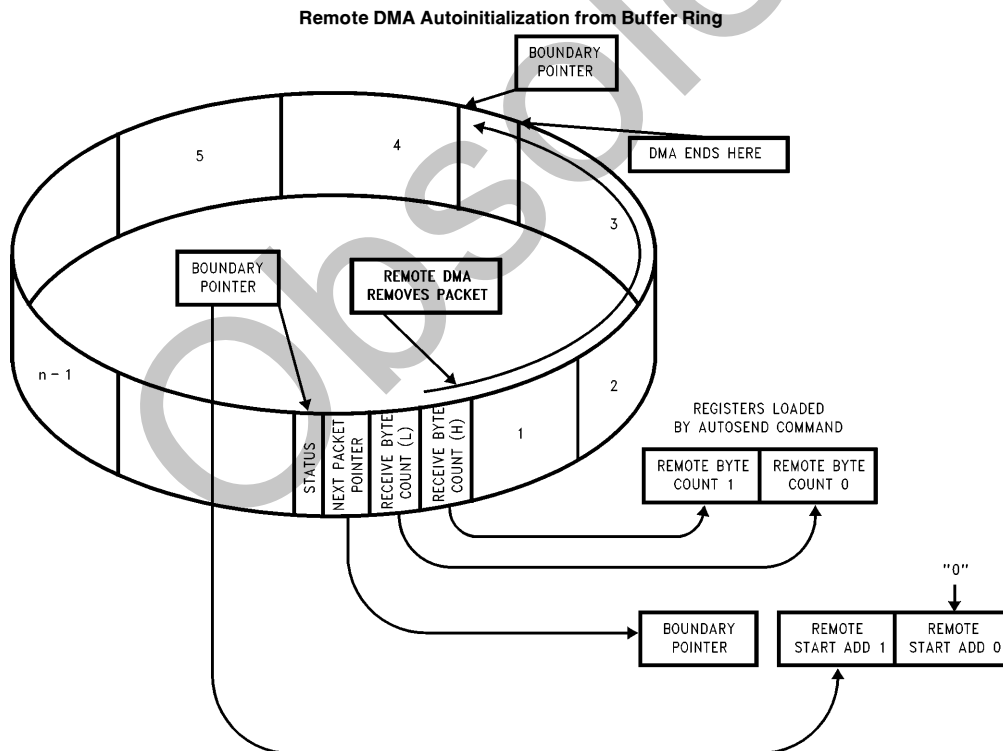 Remote DMA Autoinitialization from Buffer Ring
BOUNDARY
POINTER
DMA ENDS HERE
5
4
3
BOUNDARY
POINTER
REMOTE DMA
REMOVES PACKET
n - 1
2
1
STATUS
NEXT PACKET
POINTER
RECEIVE BYTE
COUNT (L)
RECEIVE BYTE
COUNT (H)
REGISTERS LOADED
BY AUTOSEND COMMAND
REMOTE BYTE
COUNT 1
REMOTE BYTE
COUNT 0
"0"
BOUNDARY
POINTER
REMOTE
START ADD 1
REMOTE
START ADD 0
Obsol